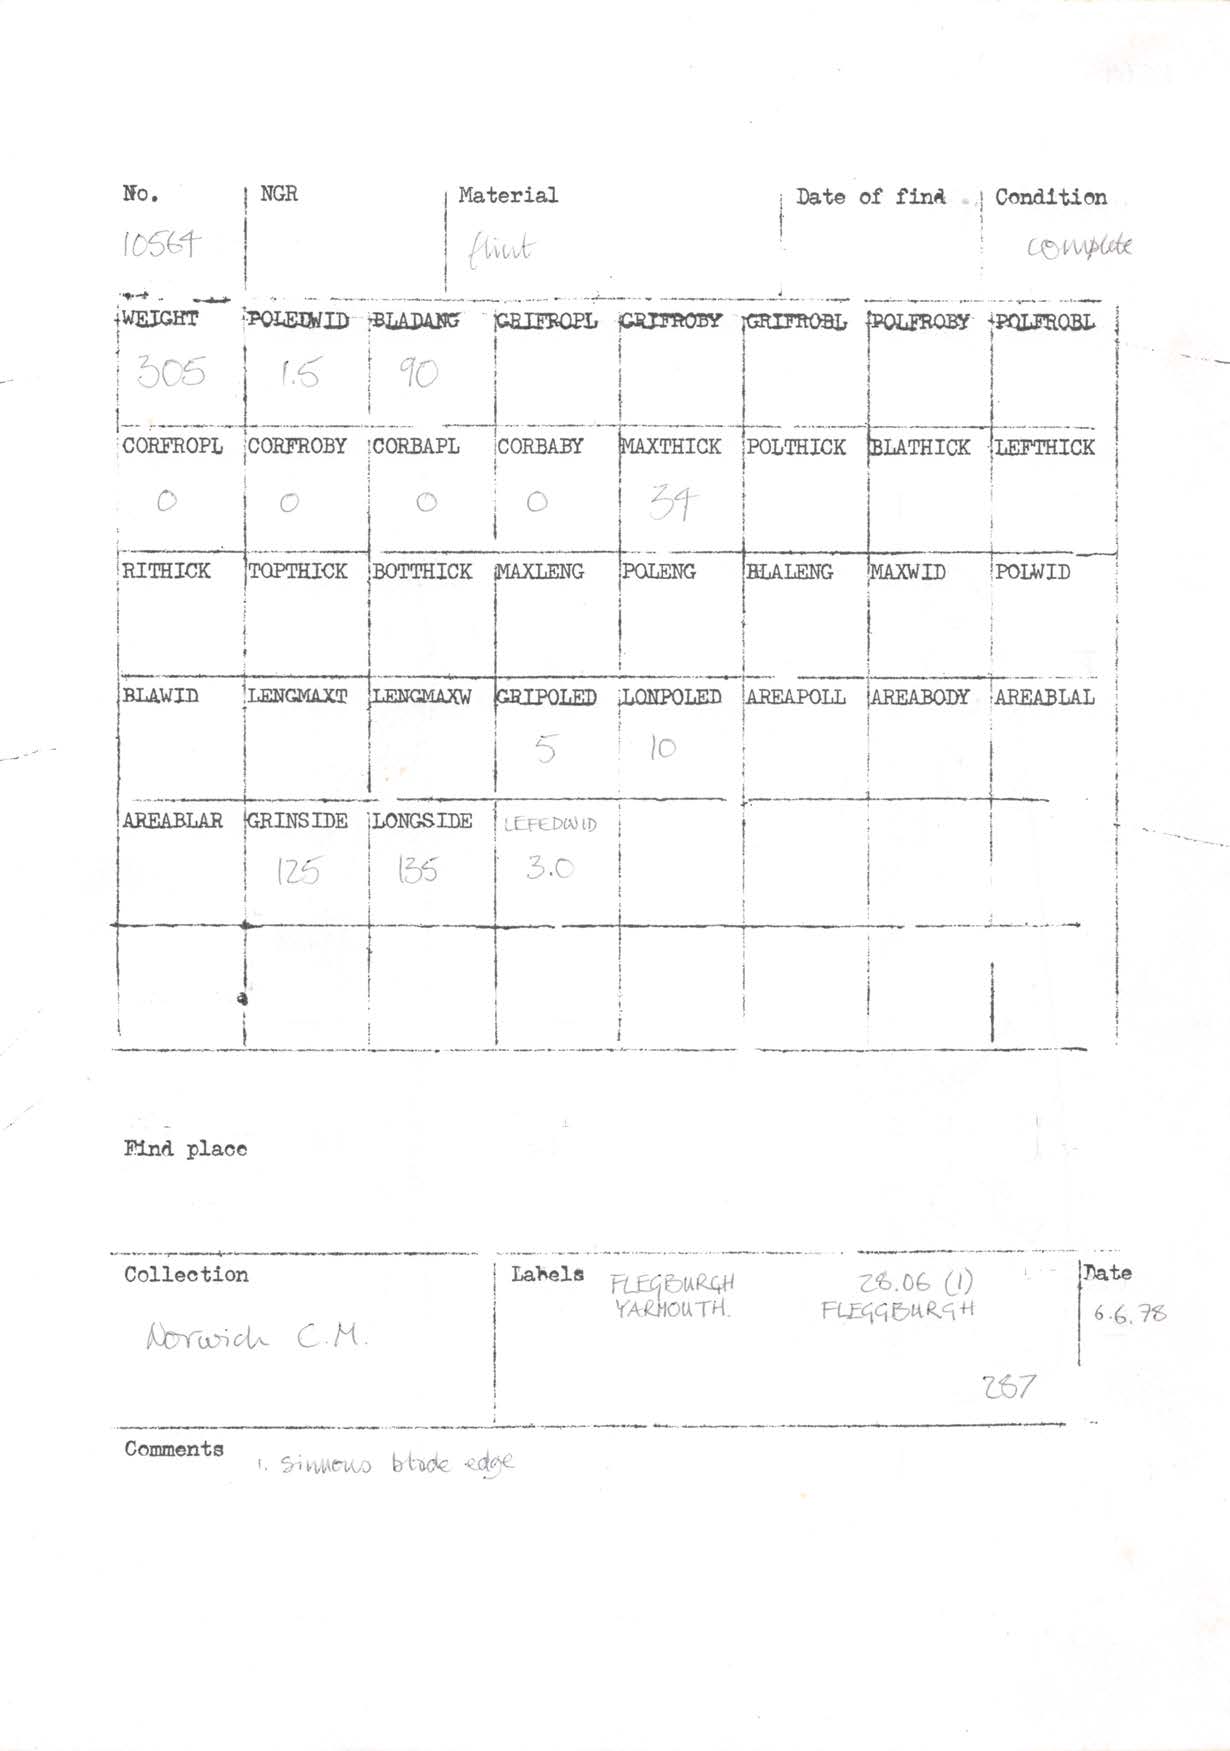 No. NGR Material Date of find Condition
10564 flint complete
WEIGHT POLEDWID BLADANG GRIFROPL GRIFROBY GRIFROBL POLFROBY POLFROBL
305 1.5 90
CORFROPL CORFROBY CORBAPL CORBABY MAXTHICK POLTHICK BLATHICK LEFTHICK
0 0 0 0 34
RITHICK TOPTHICK BOTTHICK MAXLENG POLENG BLALENG MAXWID POLWID
BLAWID LENGMAXT LENGMAXW GRIPOLED LONPOLED AREAPOLL AREABODY AREABLAL
5 10
AREABLAR GRINSIDE LONGSIDE LEFEDWID
125 135 3.0
Find place
Collection Labels FLEGBURGH 28.06 (1) Date
YARMOUTH. FLEGGBURGH 6.6.78
Norwich C.M.
287
Comments 1. sinuous blade edge